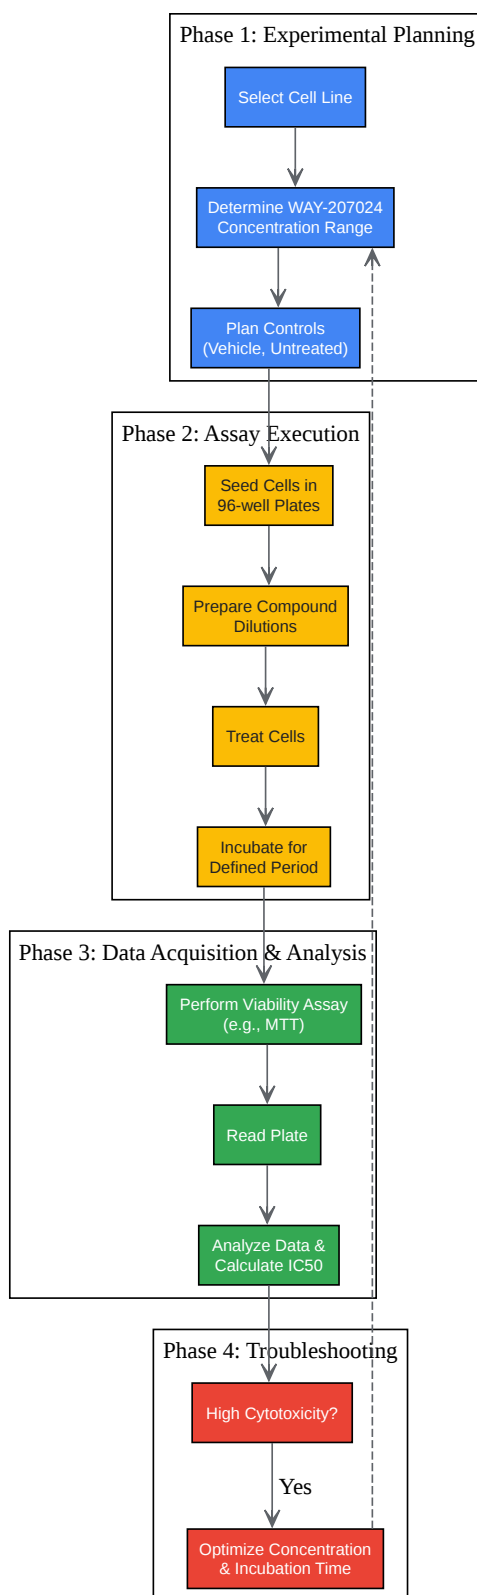 Phase 1: Experimental Planning
Select Cell Line
Determine WAY-207024
Concentration Range
Plan Controls
(Vehicle, Untreated)
Phase 2: Assay Execution
Seed Cells in
96-well Plates
Prepare Compound
Dilutions
Treat Cells
Incubate for
Defined Period
Phase 3: Data Acquisition & Analysis
Perform Viability Assay
(e.g., MTT)
Read Plate
Analyze Data &
Calculate IC50
Phase 4: Troubleshooting
High Cytotoxicity?
Yes
Optimize Concentration
& Incubation Time